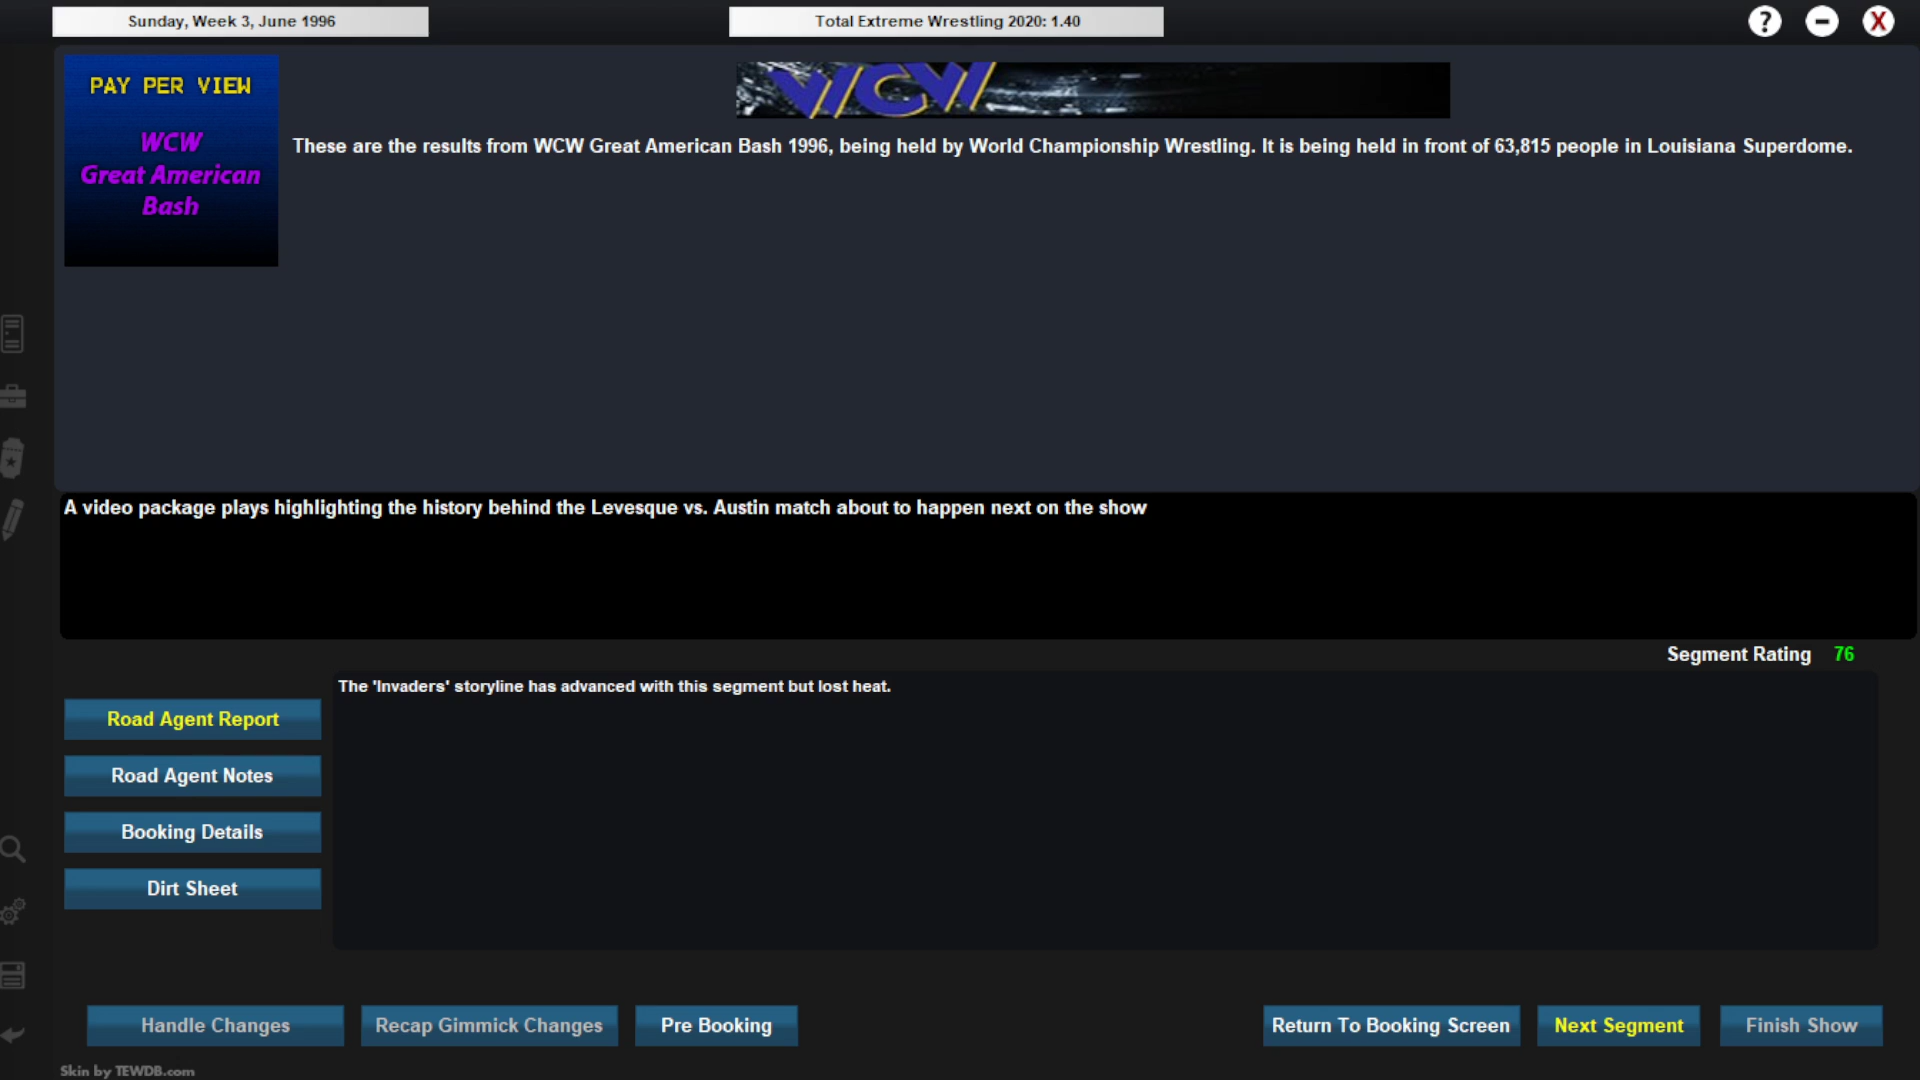 Sunday, Week 3, June 1996
Total Extreme Wrestling 2020: 1.40
?
X
PAY PER VIEW
WCW
Great American
Bash
WCW
These are the results from WCW Great American Bash 1996, being held by World Championship Wrestling. It is being held in front of 63,815 people in Louisiana Superdome.
A video package plays highlighting the history behind the Levesque vs. Austin match about to happen next on the show
Segment Rating 76
The 'Invaders' storyline has advanced with this segment but lost heat.
Road Agent Report
Road Agent Notes
Booking Details
Dirt Sheet
Handle Changes
Recap Gimmick Changes
Pre Booking
Return To Booking Screen
Next Segment
Finish Show
Skin by TEWDB.com